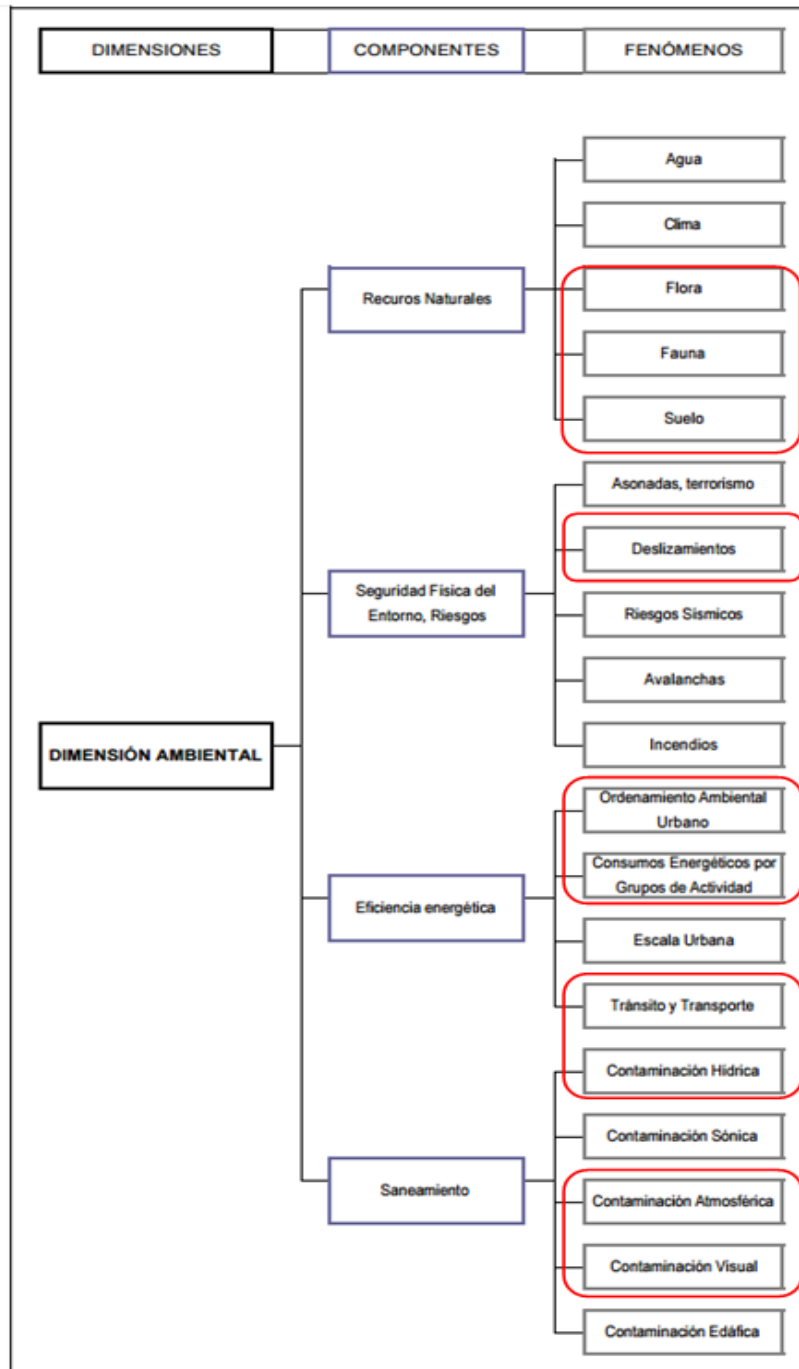 DIMENSIONES
COMPONENTES
FENÓMENOS
Agua
Clima
Recuros Naturales
Flora
Fauna
Suelo
Asonadas, terrorismo
Deslizamientos
Seguridad Física del
Entorno, Riesgos
Riesgos Sísmicos
Avalanchas
Incendios
DIMENSIÓN AMBIENTAL
Ordenamiento Ambiental
Urbano
Consumos Energéticos por
Grupos de Actividad
Eficiencia energética
Escala Urbana
Tránsito y Transporte
Contaminación Hídrica
Contaminación Sónica
Saneamiento
Contaminación Atmosférica
Contaminación Visual
Contaminación Edáfica